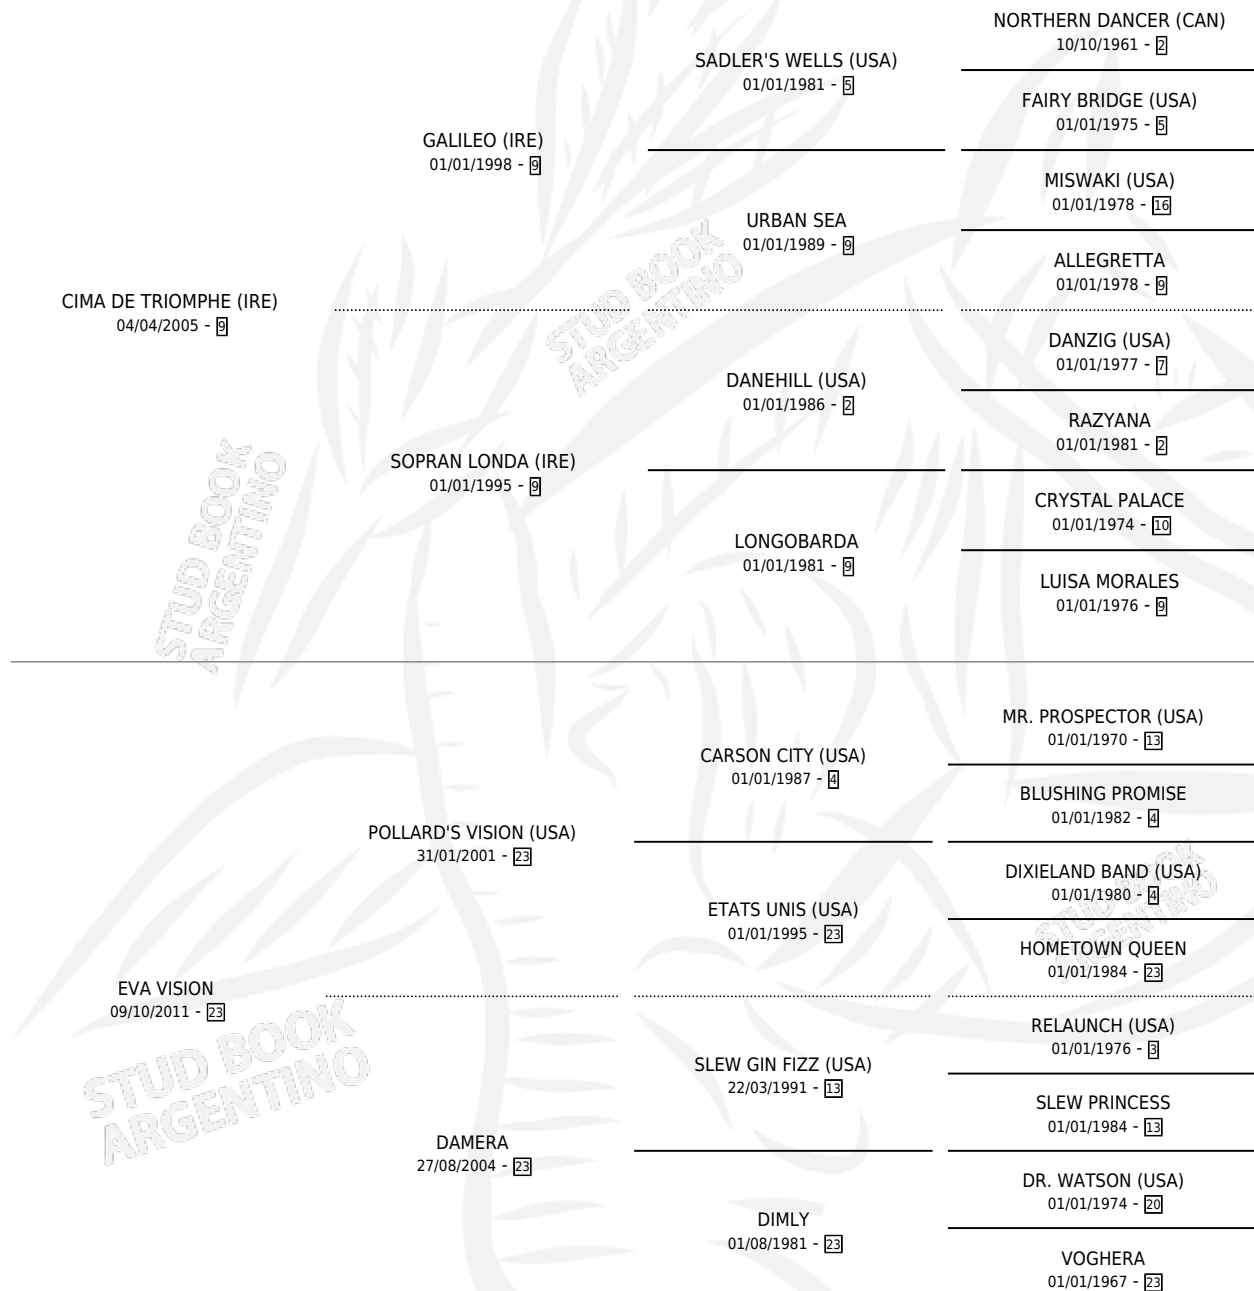 NORTHERN DANCER (CAN)
10/10/1961 - 2
SADLER'S WELLS (USA)
01/01/1981 - 5
FAIRY BRIDGE (USA)
01/01/1975 - 5
GALILEO (IRE)
01/01/1998 - 9
MISWAKI (USA)
01/01/1978 - 16
URBAN SEA
01/01/1989 - 9
ALLEGRETTA
01/01/1978 - 9
CIMA DE TRIOMPHE (IRE)
04/04/2005 - 9
DANZIG (USA)
01/01/1977 - 7
DANEHILL (USA)
01/01/1986 - 2
RAZYANA
01/01/1981 - 2
SOPRAN LONDA (IRE)
01/01/1995 - 9
CRYSTAL PALACE
01/01/1974 - 10
LONGOBARDA
01/01/1981 - 9
LUISA MORALES
01/01/1976 - 9
MR. PROSPECTOR (USA)
01/01/1970 - 13
CARSON CITY (USA)
01/01/1987 - 4
BLUSHING PROMISE
01/01/1982 - 4
POLLARD'S VISION (USA)
31/01/2001 - 23
DIXIELAND BAND (USA)
01/01/1980 - 4
ETATS UNIS (USA)
01/01/1995 - 23
HOMETOWN QUEEN
01/01/1984 - 23
EVA VISION
09/10/2011 - 23
RELAUNCH (USA)
01/01/1976 - 3
SLEW GIN FIZZ (USA)
22/03/1991 - 13
SLEW PRINCESS
01/01/1984 - 13
DAMERA
27/08/2004 - 23
DR. WATSON (USA)
01/01/1974 - 20
DIMLY
01/08/1981 - 23
VOGHERA
01/01/1967 - 23
STUD BOOK
ARGENTINO
STUD BOOK
ARGENTINO
STUD BOOK
ARGENTINO
STUD BOOK
ARGENTINO